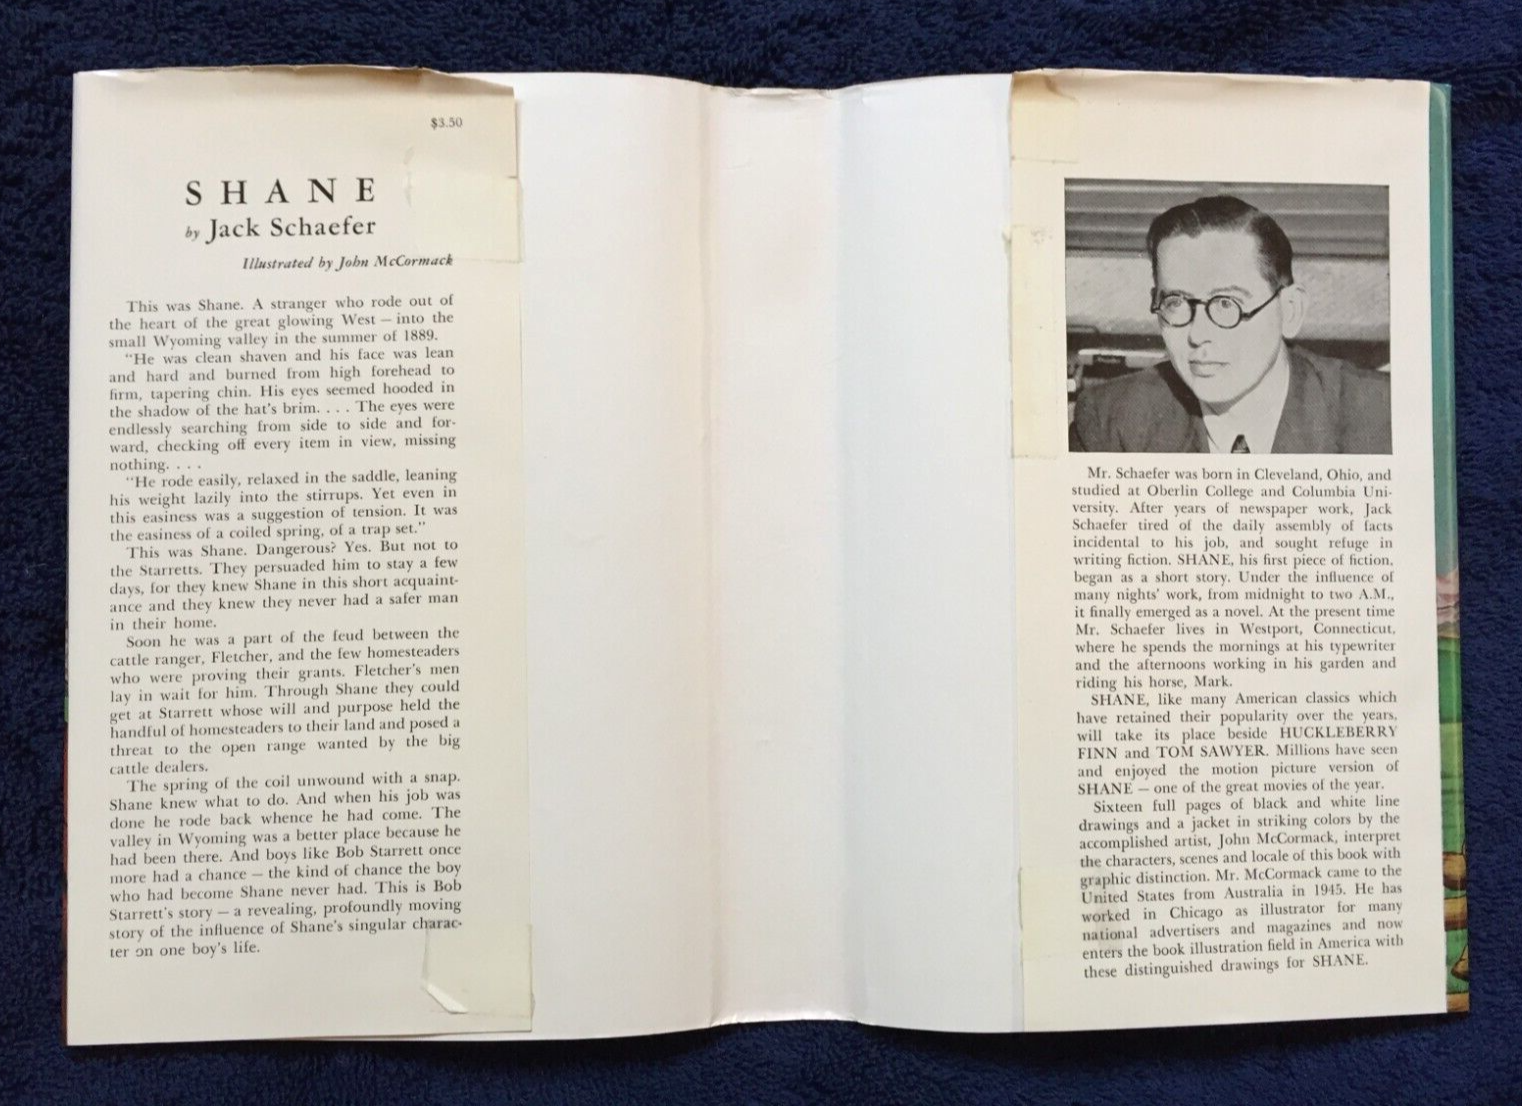 $3.50
SHANE
by Jack Schaefer
Illustrated by John McCormack
This was Shane. A stranger who rode out of
the heart of the great glowing West — into the
small Wyoming valley in the summer of 1889.
"He was clean shaven and his face was lean
and hard and burned from high forehead to
firm, tapering chin. His eyes seemed hooded in
the shadow of the hat's brim. . . . The eyes were
endlessly searching from side to side and for-
ward, checking off every item in view, missing
nothing. . . .
"He rode easily, relaxed in the saddle, leaning
his weight lazily into the stirrups. Yet even in
this easiness was a suggestion of tension. It was
the easiness of a coiled spring, of a trap set."
This was Shane. Dangerous? Yes. But not to
the Starretts. They persuaded him to stay a few
days, for they knew Shane in this short acquaint-
ance and they knew they never had a safer man
in their home.
Soon he was a part of the feud between the
cattle ranger, Fletcher, and the few homesteaders
who were proving their grants. Fletcher's men
lay in wait for him. Through Shane they could
get at Starrett whose will and purpose held the
handful of homesteaders to their land and posed a
threat to the open range wanted by the big
cattle dealers.
The spring of the coil unwound with a snap.
Shane knew what to do. And when his job was
done he rode back whence he had come. The
valley in Wyoming was a better place because he
had been there. And boys like Bob Starrett once
more had a chance — the kind of chance the boy
who had become Shane never had. This is Bob
Starrett's story — a revealing, profoundly moving
story of the influence of Shane's singular charac-
ter on one boy's life.
Mr. Schaefer was born in Cleveland, Ohio, and
studied at Oberlin College and Columbia Uni-
versity. After years of newspaper work, Jack
Schaefer tired of the daily assembly of facts
incidental to his job, and sought refuge in
writing fiction. SHANE, his first piece of fiction,
began as a short story. Under the influence of
many nights' work, from midnight to two A.M.,
it finally emerged as a novel. At the present time
Mr. Schaefer lives in Westport, Connecticut,
where he spends the mornings at his typewriter
and the afternoons working in his garden and
riding his horse, Mark.
SHANE, like many American classics which
have retained their popularity over the years,
will take its place beside HUCKLEBERRY
FINN and TOM SAWYER. Millions have seen
and enjoyed the motion picture version of
SHANE — one of the great movies of the year.
Sixteen full pages of black and white line
drawings and a jacket in striking colors by the
accomplished artist, John McCormack, interpret
the characters, scenes and locale of this book with
graphic distinction. Mr. McCormack came to the
United States from Australia in 1945. He has
worked in Chicago as illustrator for many
national advertisers and magazines and now
enters the book illustration field in America with
these distinguished drawings for SHANE.